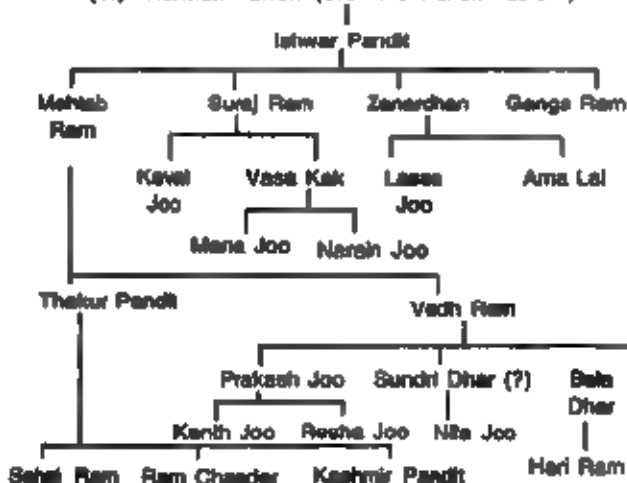 Ishwar Pandit
Mehtab Suraj Ram Zanardhan Ganga Ram
Ram
Keval Vasa Kak Lassa Ama Lal
Joo Joo
Mana Joo Narain Joo
Thakur Pandit Vedh Ram
Prakash Joo Sundri Dhar (?) Bala
Dhar
Kanth Joo Resha Joo Nila Joo
Sahaj Ram Ram Chander Kashmir Pandit Hari Ram